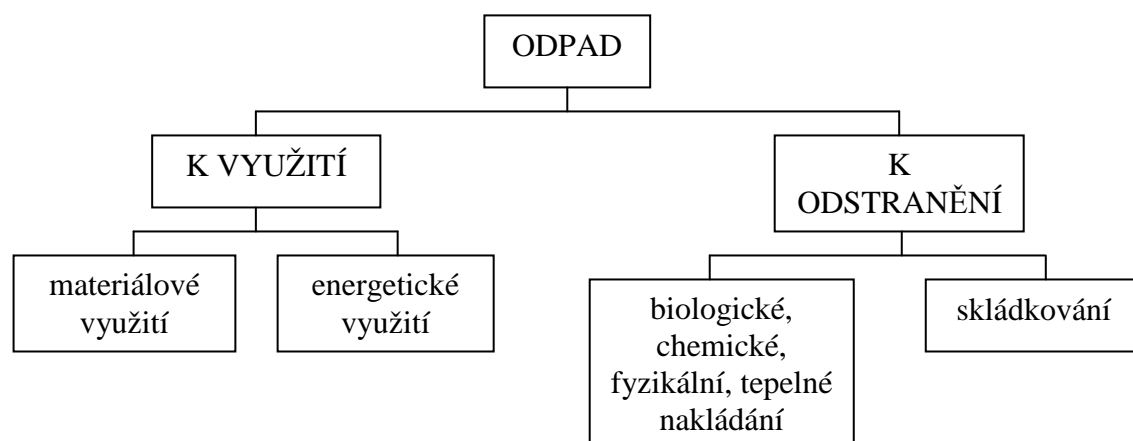 ODPAD
K VYUŽITÍ
K
ODSTRANĚNÍ
materiálové
využití
energetické
využití
biologické,
chemické,
fyzikální, tepelné
nakládání
skládkování